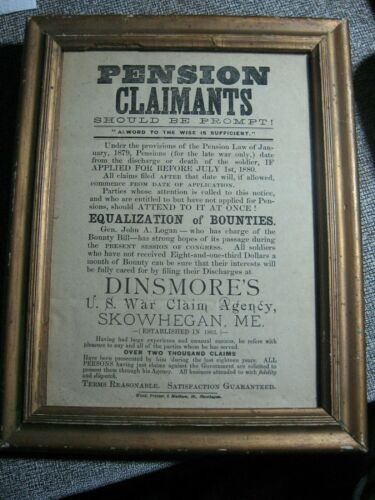 PENSION
CLAIMANTS
SHOULD BE PROMPT!
"A WORD TO THE WISE IS SUFFICIENT."
Under the provisions of the Pension Law of Jan-
uary, 1879, Pensions (for the late war only,) date
from the discharge or death of the soldier, IF
APPLIED FOR BEFORE JULY 1st, 1880.
All claims filed AFTER that date will, if allowed,
commence FROM DATE OF APPLICATION.
Parties whose attention is called to this notice,
and who are entitled to but have not applied for Pen-
sions, should ATTEND TO IT AT ONCE!
EQUALIZATION of BOUNTIES.
Gen. John A. Logan — who has charge of the
Bounty Bill — has strong hopes of its passage during
the PRESENT SESSION OF CONGRESS. All soldiers
who have not received Eight-and-one-third Dollars a
month of Bounty can be sure that their interests will
be fully cared for by filing their Discharges at
DINSMORE'S
U. S. War Claim Agency,
SKOWHEGAN, ME.
—[ESTABLISHED IN 1862.]—
Having had large experience and unusual success, he refers with
pleasure to any and all of the parties whom he has served.
OVER TWO THOUSAND CLAIMS
Have been prosecuted by him during the last eighteen years. ALL
PERSONS having just claims against the Government are solicited to
present them through his Agency. All business attended to with fidelity
and dispatch.
TERMS REASONABLE. SATISFACTION GUARANTEED.
Wood, Printer, Madison, St., Skowhegan.